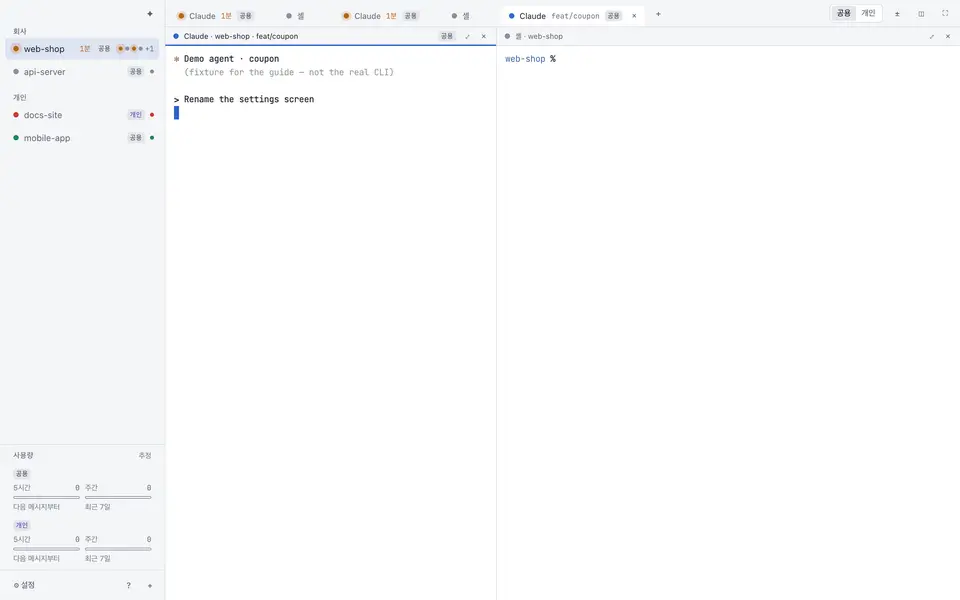 회사
web-shop 1분 공용 +1
api-server 공용
개인
docs-site 개인
mobile-app 공용
사용량 추정
공용
5시간 0 주간 0
다음 메시지부터 최근 7일
개인
5시간 0 주간 0
다음 메시지부터 최근 7일
설정 ?
Claude 1분 공용
셸
Claude 1분 공용
셸
Claude feat/coupon 공용 × +
공용 개인
Claude · web-shop · feat/coupon 공용 ×
✻ Demo agent · coupon
(fixture for the guide — not the real CLI)
> Rename the settings screen
셸 · web-shop ×
web-shop %